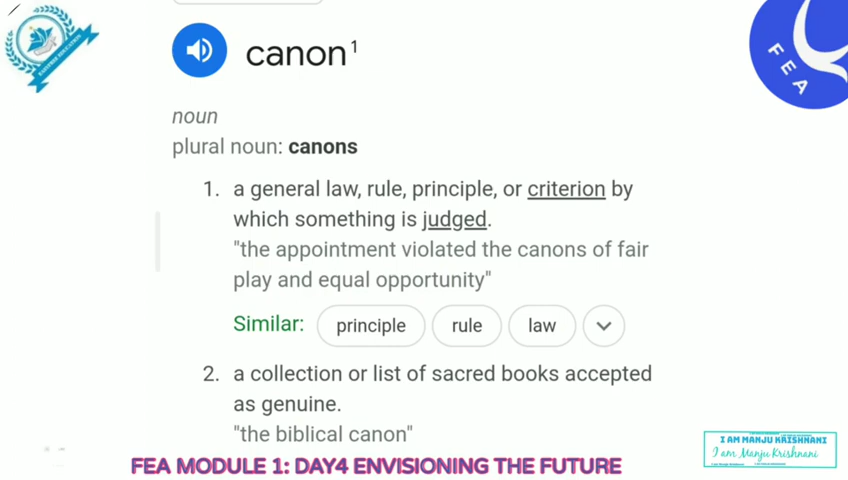 canon¹
FEA
noun
plural noun: canons
1. a general law, rule, principle, or criterion by
which something is judged.
"the appointment violated the canons of fair
play and equal opportunity"
Similar: principle rule law
2. a collection or list of sacred books accepted
as genuine.
"the biblical canon"
FEA MODULE 1: DAY4 ENVISIONING THE FUTURE
I AM MANJU KRISHNANI
I am Manju Krishnani